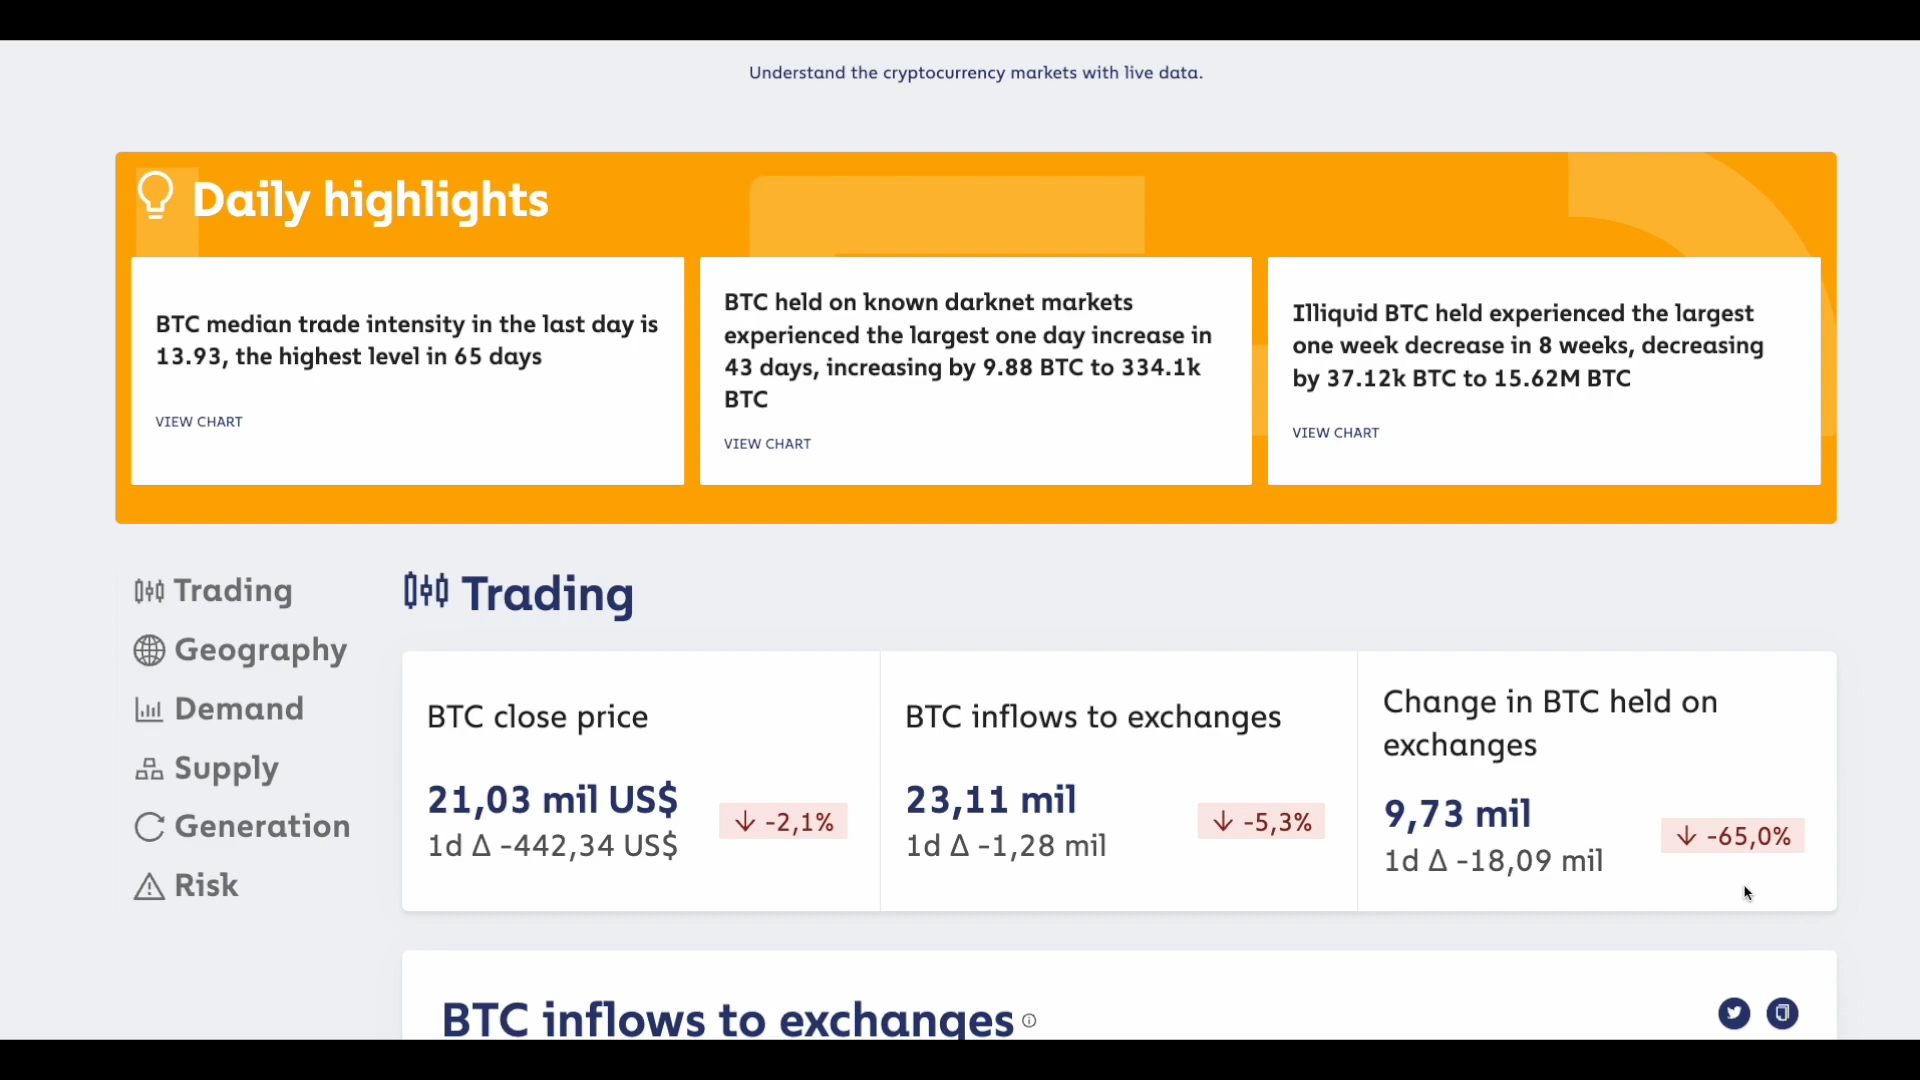 Understand the cryptocurrency markets with live data.
Daily highlights
BTC median trade intensity in the last day is
13.93, the highest level in 65 days
VIEW CHART
BTC held on known darknet markets
experienced the largest one day increase in
43 days, increasing by 9.88 BTC to 334.1k
BTC
VIEW CHART
Illiquid BTC held experienced the largest
one week decrease in 8 weeks, decreasing
by 37.12k BTC to 15.62M BTC
VIEW CHART
Trading
Geography
Demand
Supply
Generation
Risk
Trading
BTC close price
21,03 mil US$
1d Δ -442,34 US$
↓ -2,1%
BTC inflows to exchanges
23,11 mil
1d Δ -1,28 mil
↓ -5,3%
Change in BTC held on
exchanges
9,73 mil
1d Δ -18,09 mil
↓ -65,0%
BTC inflows to exchanges